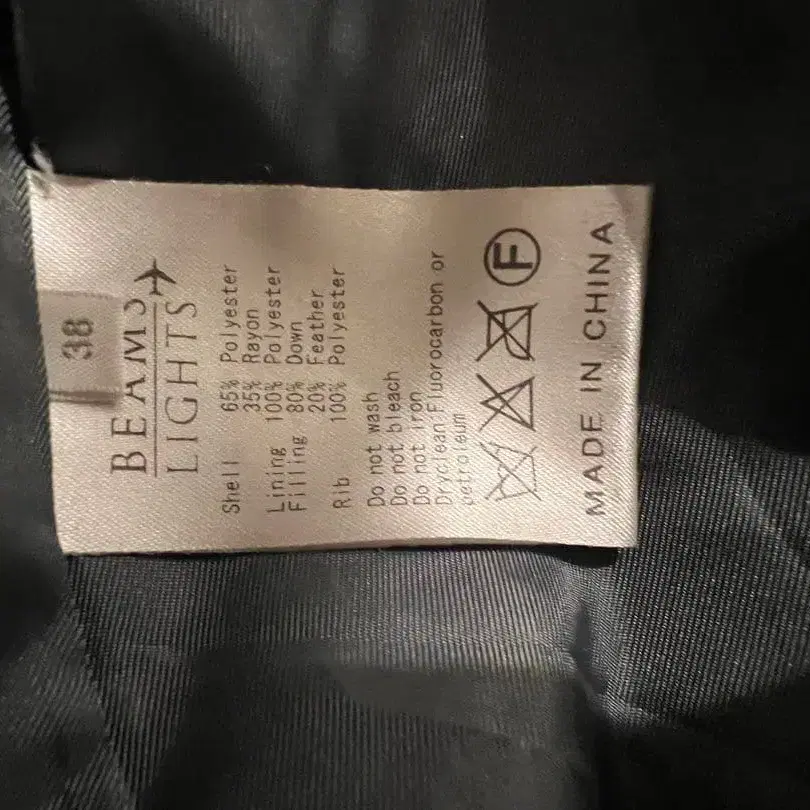 38
BEAMS
LIGHTS
Shell 65% Polyester
35% Rayon
Lining 100% Polyester
Filling 80% Down
20% Feather
Rib 100% Polyester
Do not wash
Do not bleach
Do not iron
Dryclean Fluorocarbon or
petroleum
F
MADE IN CHINA